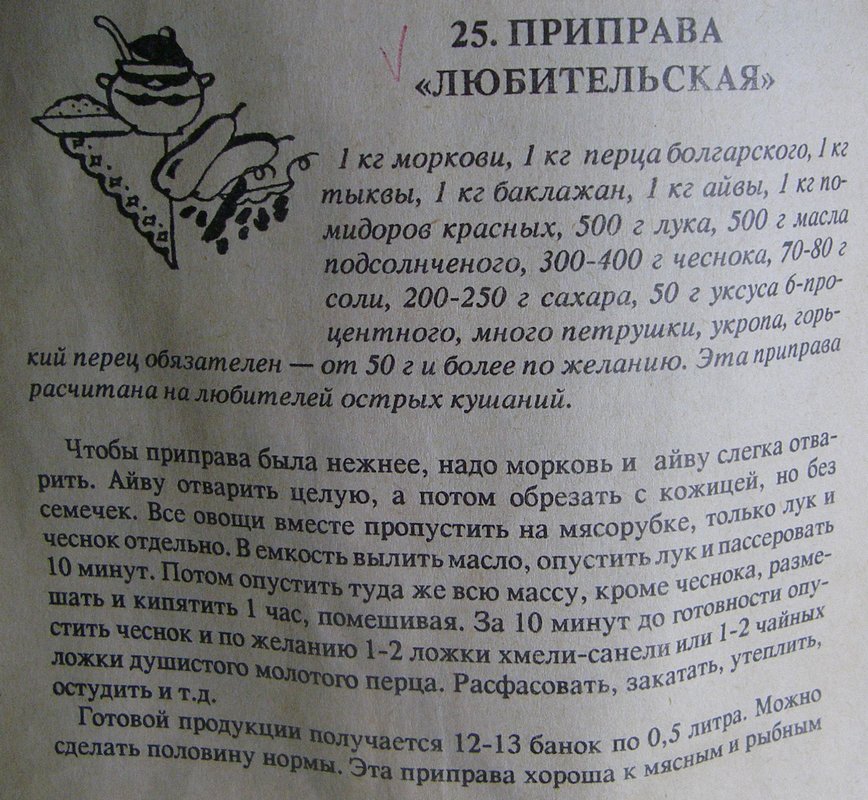 25. ПРИПРАВА
«ЛЮБИТЕЛЬСКАЯ»
1 кг моркови, 1 кг перца болгарского, 1 кг
тыквы, 1 кг баклажан, 1 кг айвы, 1 кг по-
мидоров красных, 500 г лука, 500 г масла
подсолнченого, 300-400 г чеснока, 70-80 г
соли, 200-250 г сахара, 50 г уксуса 6-про-
центного, много петрушки, укропа, горь-
кий перец обязателен — от 50 г и более по желанию. Эта приправа
расчитана на любителей острых кушаний.
Чтобы приправа была нежнее, надо морковь и айву слегка отва-
рить. Айву отварить целую, а потом обрезать с кожицей, но без
семечек. Все овощи вместе пропустить на мясорубке, только лук и
чеснок отдельно. В емкость вылить масло, опустить лук и пассеровать
10 минут. Потом опустить туда же всю массу, кроме чеснока, разме-
шать и кипятить 1 час, помешивая. За 10 минут до готовности опу-
стить чеснок и по желанию 1-2 ложки хмели-санели или 1-2 чайных
ложки душистого молотого перца. Расфасовать, закатать, утеплить,
остудить и т.д.
Готовой продукции получается 12-13 банок по 0,5 литра. Можно
сделать половину нормы. Эта приправа хороша к мясным и рыбным